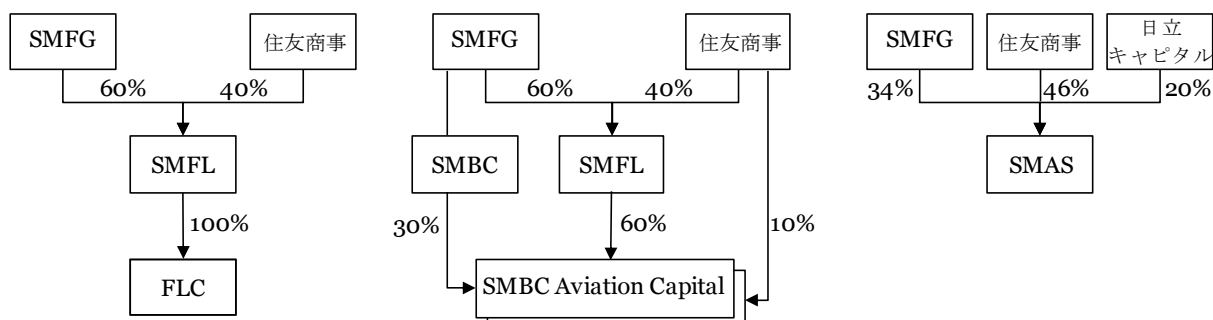 SMFG
住友商事
60%
40%
SMFL
100%
FLC
SMFG
住友商事
60%
40%
SMBC
SMFL
30%
60%
10%
SMBC Aviation Capital
SMFG
住友商事
日立
キャピタル
34%
46%
20%
SMAS